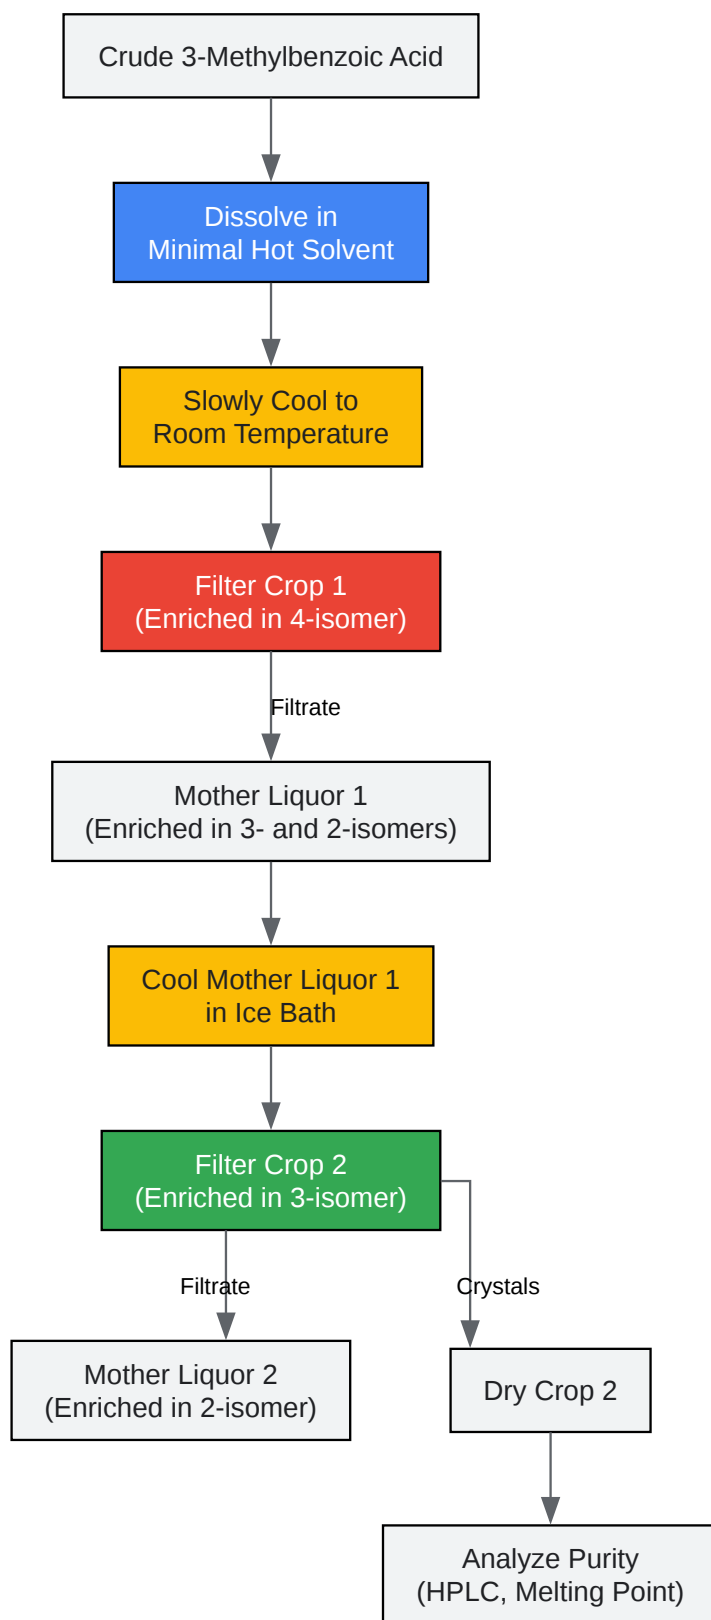 Crude 3-Methylbenzoic Acid
Dissolve in
Minimal Hot Solvent
Slowly Cool to
Room Temperature
Filter Crop 1
(Enriched in 4-isomer)
Filtrate
Mother Liquor 1
(Enriched in 3- and 2-isomers)
Cool Mother Liquor 1
in Ice Bath
Filter Crop 2
(Enriched in 3-isomer)
Filtrate
Crystals
Mother Liquor 2
(Enriched in 2-isomer)
Dry Crop 2
Analyze Purity
(HPLC, Melting Point)